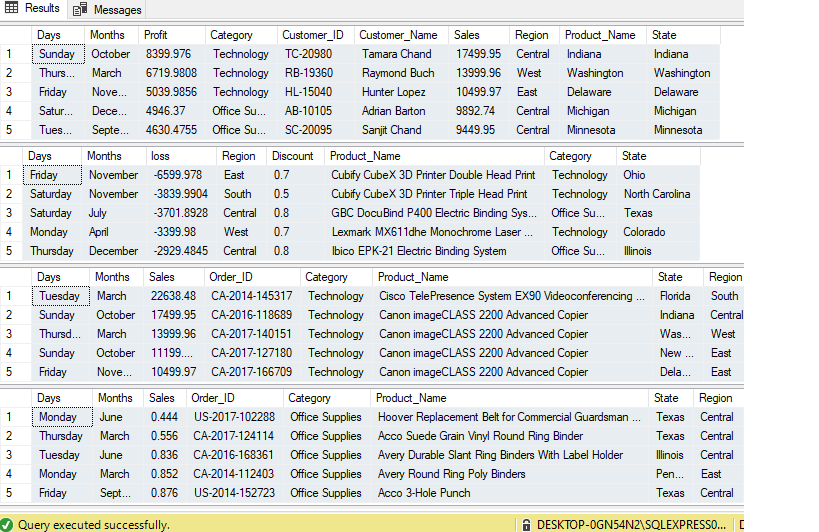 Results Messages
Days Months Profit Category Customer_ID Customer_Name Sales Region Product_Name State
1 Sunday October 8399.976 Technology TC-20980 Tamara Chand 17499.95 Central Indiana Indiana
2 Thurs... March 6719.9808 Technology RB-19360 Raymond Buch 13999.96 West Washington Washington
3 Friday Nove... 5039.9856 Technology HL-15040 Hunter Lopez 10499.97 East Delaware Delaware
4 Satur... Dece... 4946.37 Office Su... AB-10105 Adrian Barton 9892.74 Central Michigan Michigan
5 Tues... Septe... 4630.4755 Office Su... SC-20095 Sanjit Chand 9449.95 Central Minnesota Minnesota
Days Months loss Region Discount Product_Name Category State
1 Friday November -6599.978 East 0.7 Cubify CubeX 3D Printer Double Head Print Technology Ohio
2 Saturday November -3839.9904 South 0.5 Cubify CubeX 3D Printer Triple Head Print Technology North Carolina
3 Saturday July -3701.8928 Central 0.8 GBC DocuBind P400 Electric Binding Sys... Office Su... Texas
4 Monday April -3399.98 West 0.7 Lexmark MX611dhe Monochrome Laser ... Technology Colorado
5 Thursday December -2929.4845 Central 0.8 Ibico EPK-21 Electric Binding System Office Su... Illinois
Days Months Sales Order_ID Category Product_Name State Region
1 Tuesday March 22638.48 CA-2014-145317 Technology Cisco TelePresence System EX90 Videoconferencing ... Florida South
2 Sunday October 17499.95 CA-2016-118689 Technology Canon imageCLASS 2200 Advanced Copier Indiana Central
3 Thursd... March 13999.96 CA-2017-140151 Technology Canon imageCLASS 2200 Advanced Copier Was... West
4 Sunday October 11199.... CA-2017-127180 Technology Canon imageCLASS 2200 Advanced Copier New ... East
5 Friday Nove... 10499.97 CA-2017-166709 Technology Canon imageCLASS 2200 Advanced Copier Dela... East
Days Months Sales Order_ID Category Product_Name State Region
1 Monday June 0.444 US-2017-102288 Office Supplies Hoover Replacement Belt for Commercial Guardsman ... Texas Central
2 Thursday March 0.556 CA-2017-124114 Office Supplies Acco Suede Grain Vinyl Round Ring Binder Texas Central
3 Tuesday June 0.836 CA-2016-168361 Office Supplies Avery Durable Slant Ring Binders With Label Holder Illinois Central
4 Monday March 0.852 CA-2014-112403 Office Supplies Avery Round Ring Poly Binders Pen... East
5 Friday Sept... 0.876 US-2014-152723 Office Supplies Acco 3-Hole Punch Texas Central
Query executed successfully. DESKTOP-0GN54N2\SQLEXPRESS0...